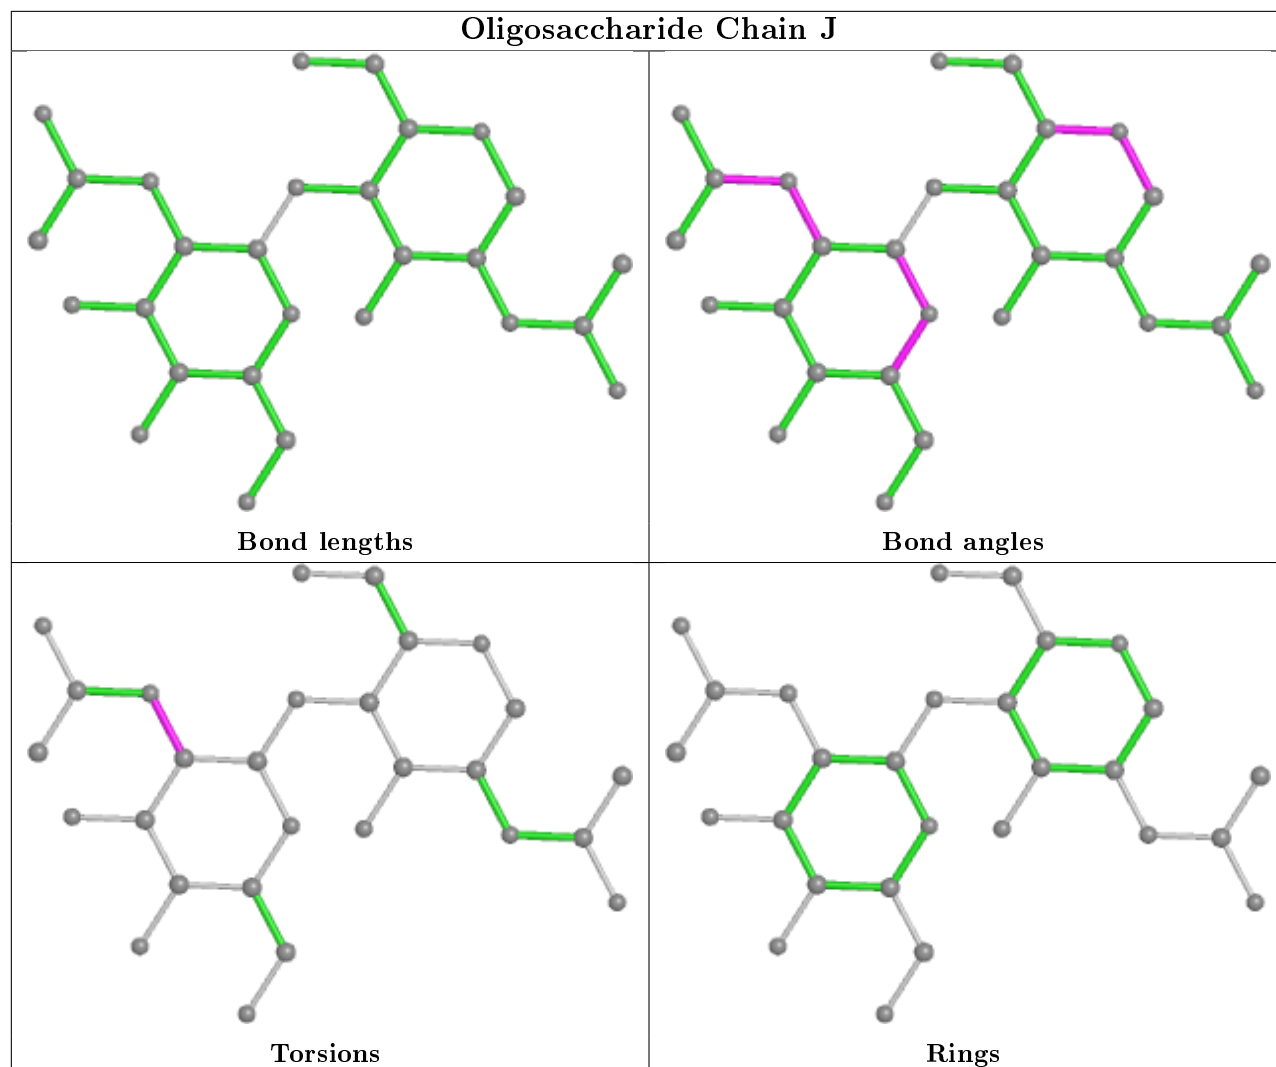 Oligosaccharide Chain J
Bond lengths
Bond angles
Torsions
Rings